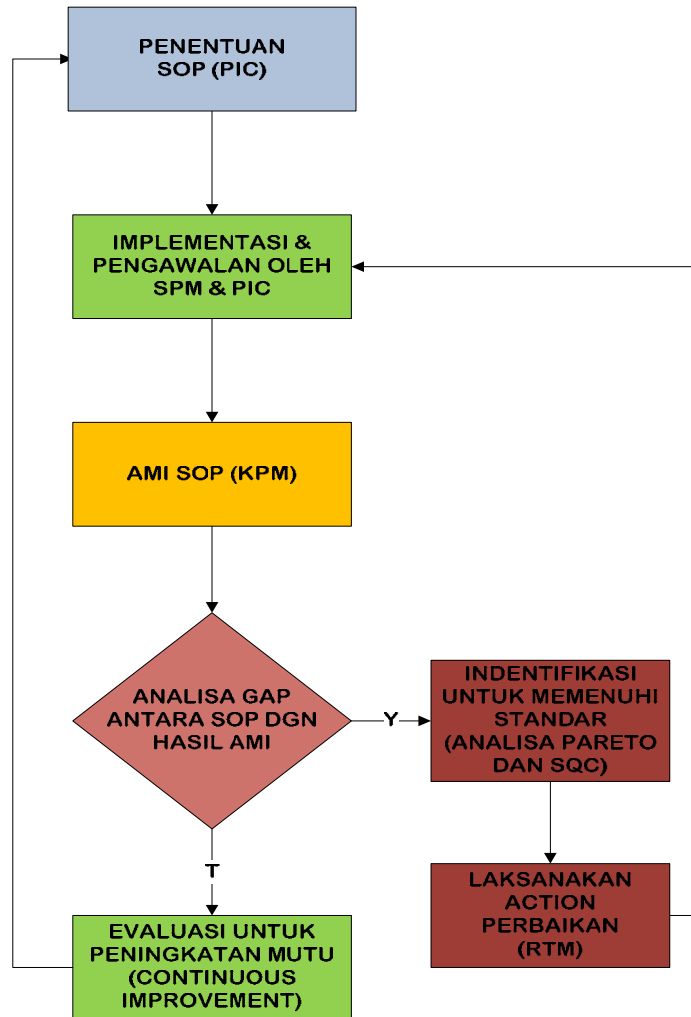 PENENTUAN
SOP (PIC)
IMPLEMENTASI &
PENGAWALAN OLEH
SPM & PIC
AMI SOP (KPM)
ANALISA GAP
ANTARA SOP DGN
HASIL AMI
Y
INDENTIFIKASI
UNTUK MEMENUHI
STANDAR
(ANALISA PARETO
DAN SQC)
T
LAKSANAKAN
ACTION
PERBAIKAN
(RTM)
EVALUASI UNTUK
PENINGKATAN MUTU
(CONTINUOUS
IMPROVEMENT)